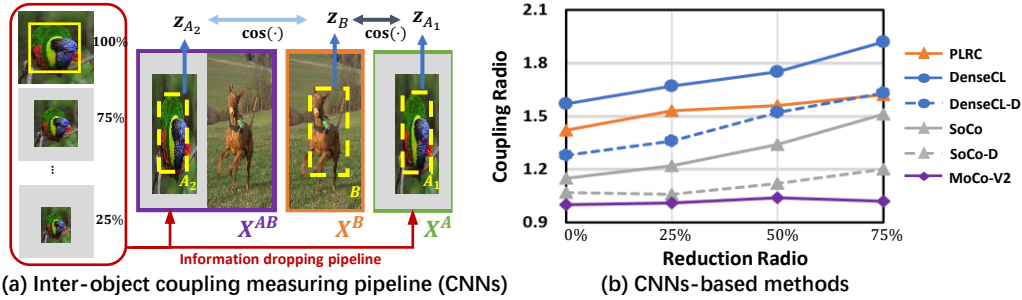 100%
75%
...
25%
z_{A_2}
cos(·)
z_B
cos(·)
z_{A_1}
A_2
B
A_1
X^{AB}
X^B
X^A
Information dropping pipeline
(a) Inter-object coupling measuring pipeline (CNNs)
Coupling Radio
2.1
1.8
1.5
1.2
0.9
0%
25%
50%
75%
Reduction Radio
PLRC
DenseCL
DenseCL-D
SoCo
SoCo-D
MoCo-V2
(b) CNNs-based methods